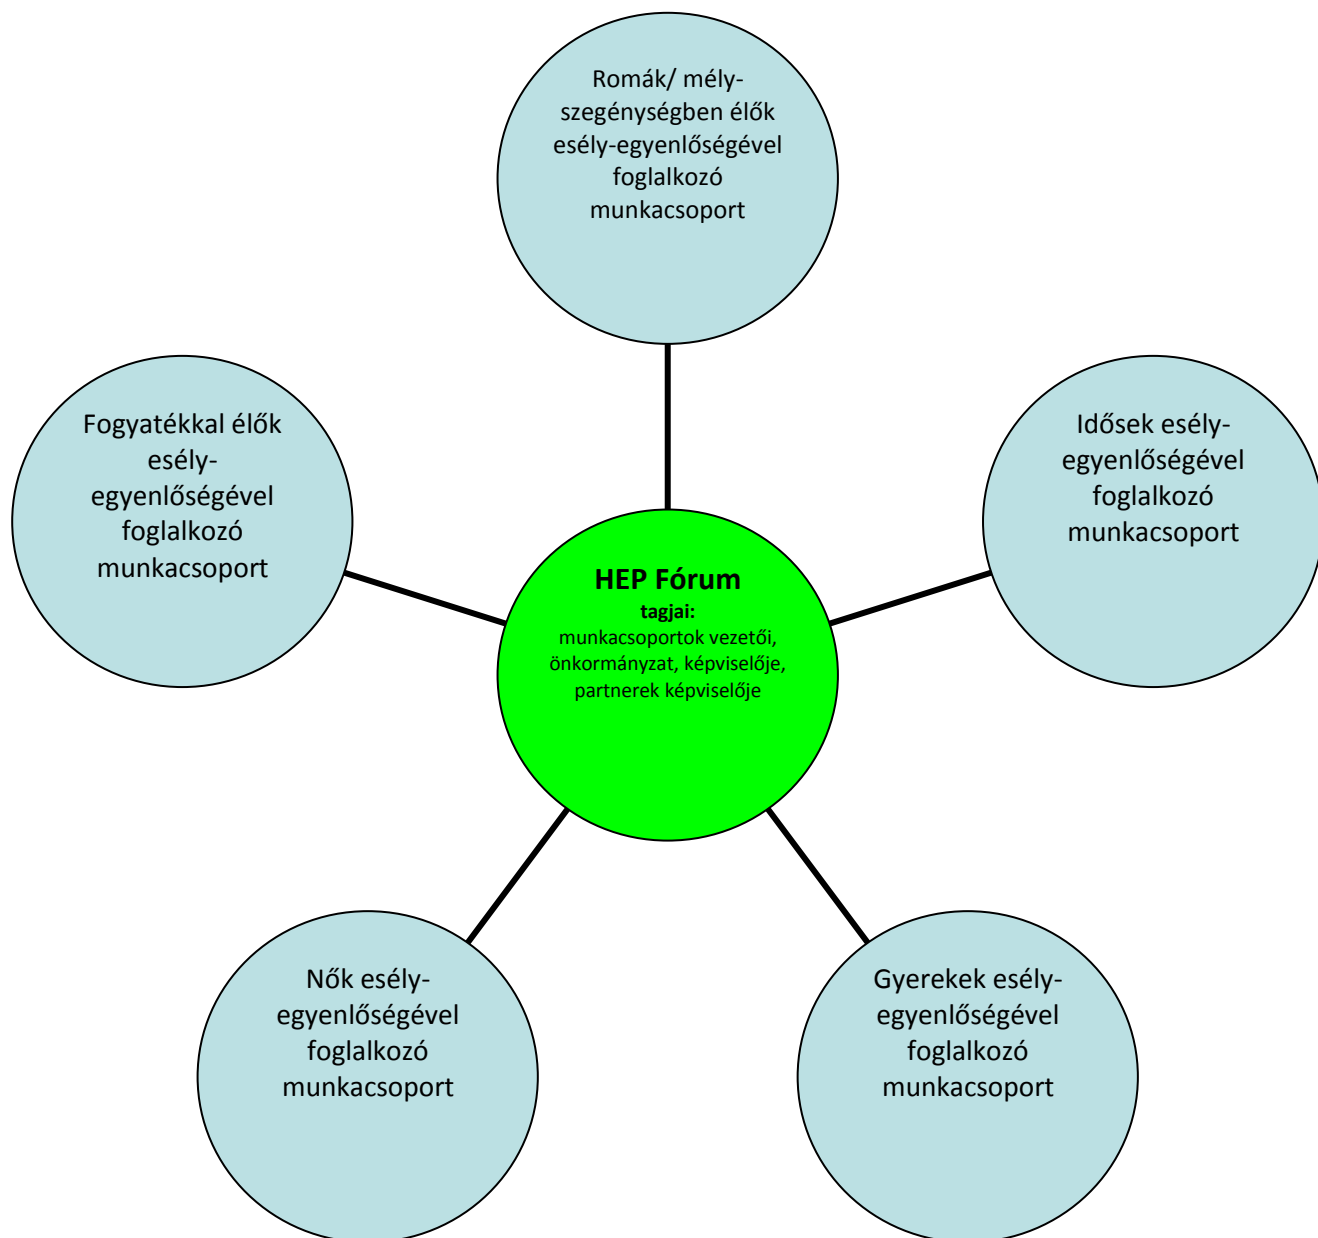 Romák/ mély-
szegénységben élők
esély-egyenlőségével
foglalkozó
munkacsoport
Fogyatékkal élők
esély-
egyenlőségével
foglalkozó
munkacsoport
Idősek esély-
egyenlőségével
foglalkozó
munkacsoport
HEP Fórum
tagjai:
munkacsoportok vezetői,
önkormányzat, képviselője,
partnerek képviselője
Nők esély-
egyenlőségével
foglalkozó
munkacsoport
Gyerekek esély-
egyenlőségével
foglalkozó
munkacsoport